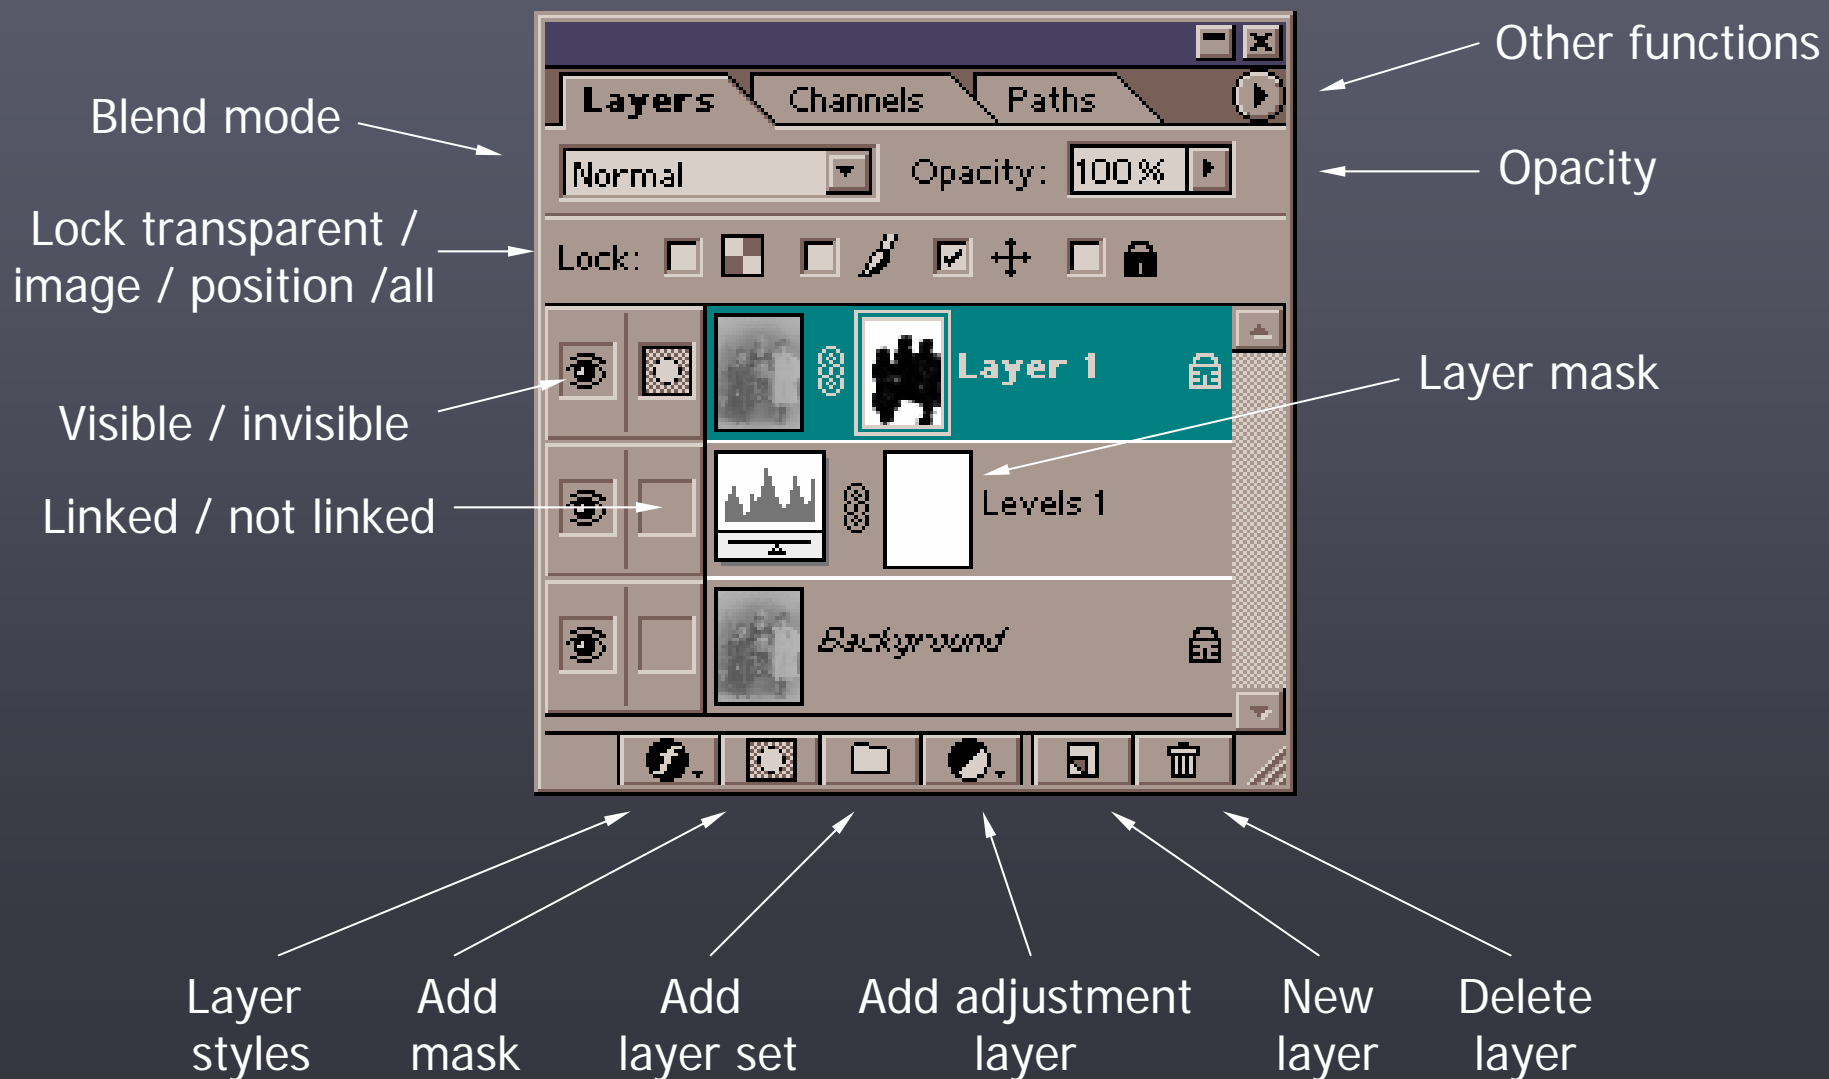 Other functions
Layers Channels Paths
Blend mode
Normal Opacity: 100%
Opacity
Lock transparent /
image / position /all
Lock:
Layer 1
Layer mask
Visible / invisible
Levels 1
Linked / not linked
Background
Layer
styles
Add
mask
Add
layer set
Add adjustment
layer
New
layer
Delete
layer